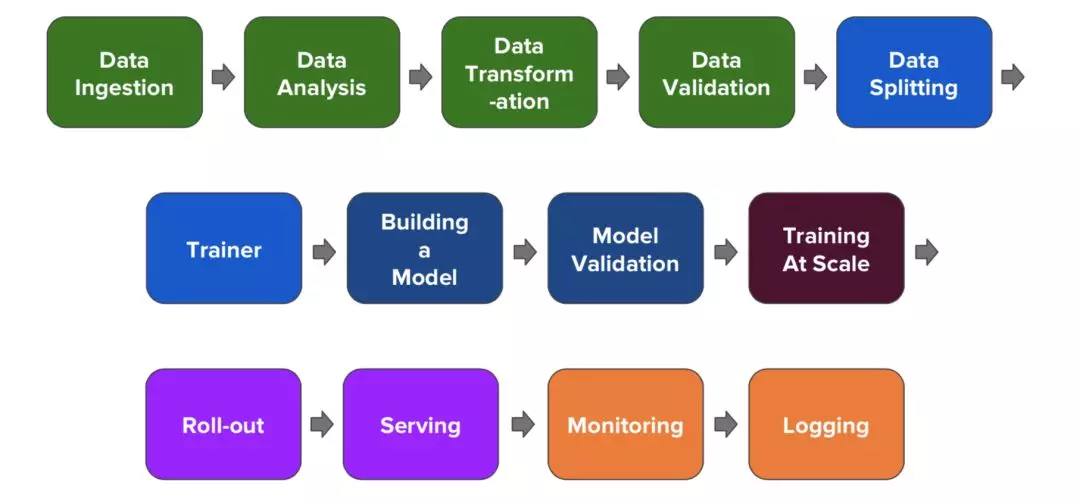 Data
Ingestion
Data
Analysis
Data
Transform
-ation
Data
Validation
Data
Splitting
Trainer
Building
a
Model
Model
Validation
Training
At Scale
Roll-out
Serving
Monitoring
Logging